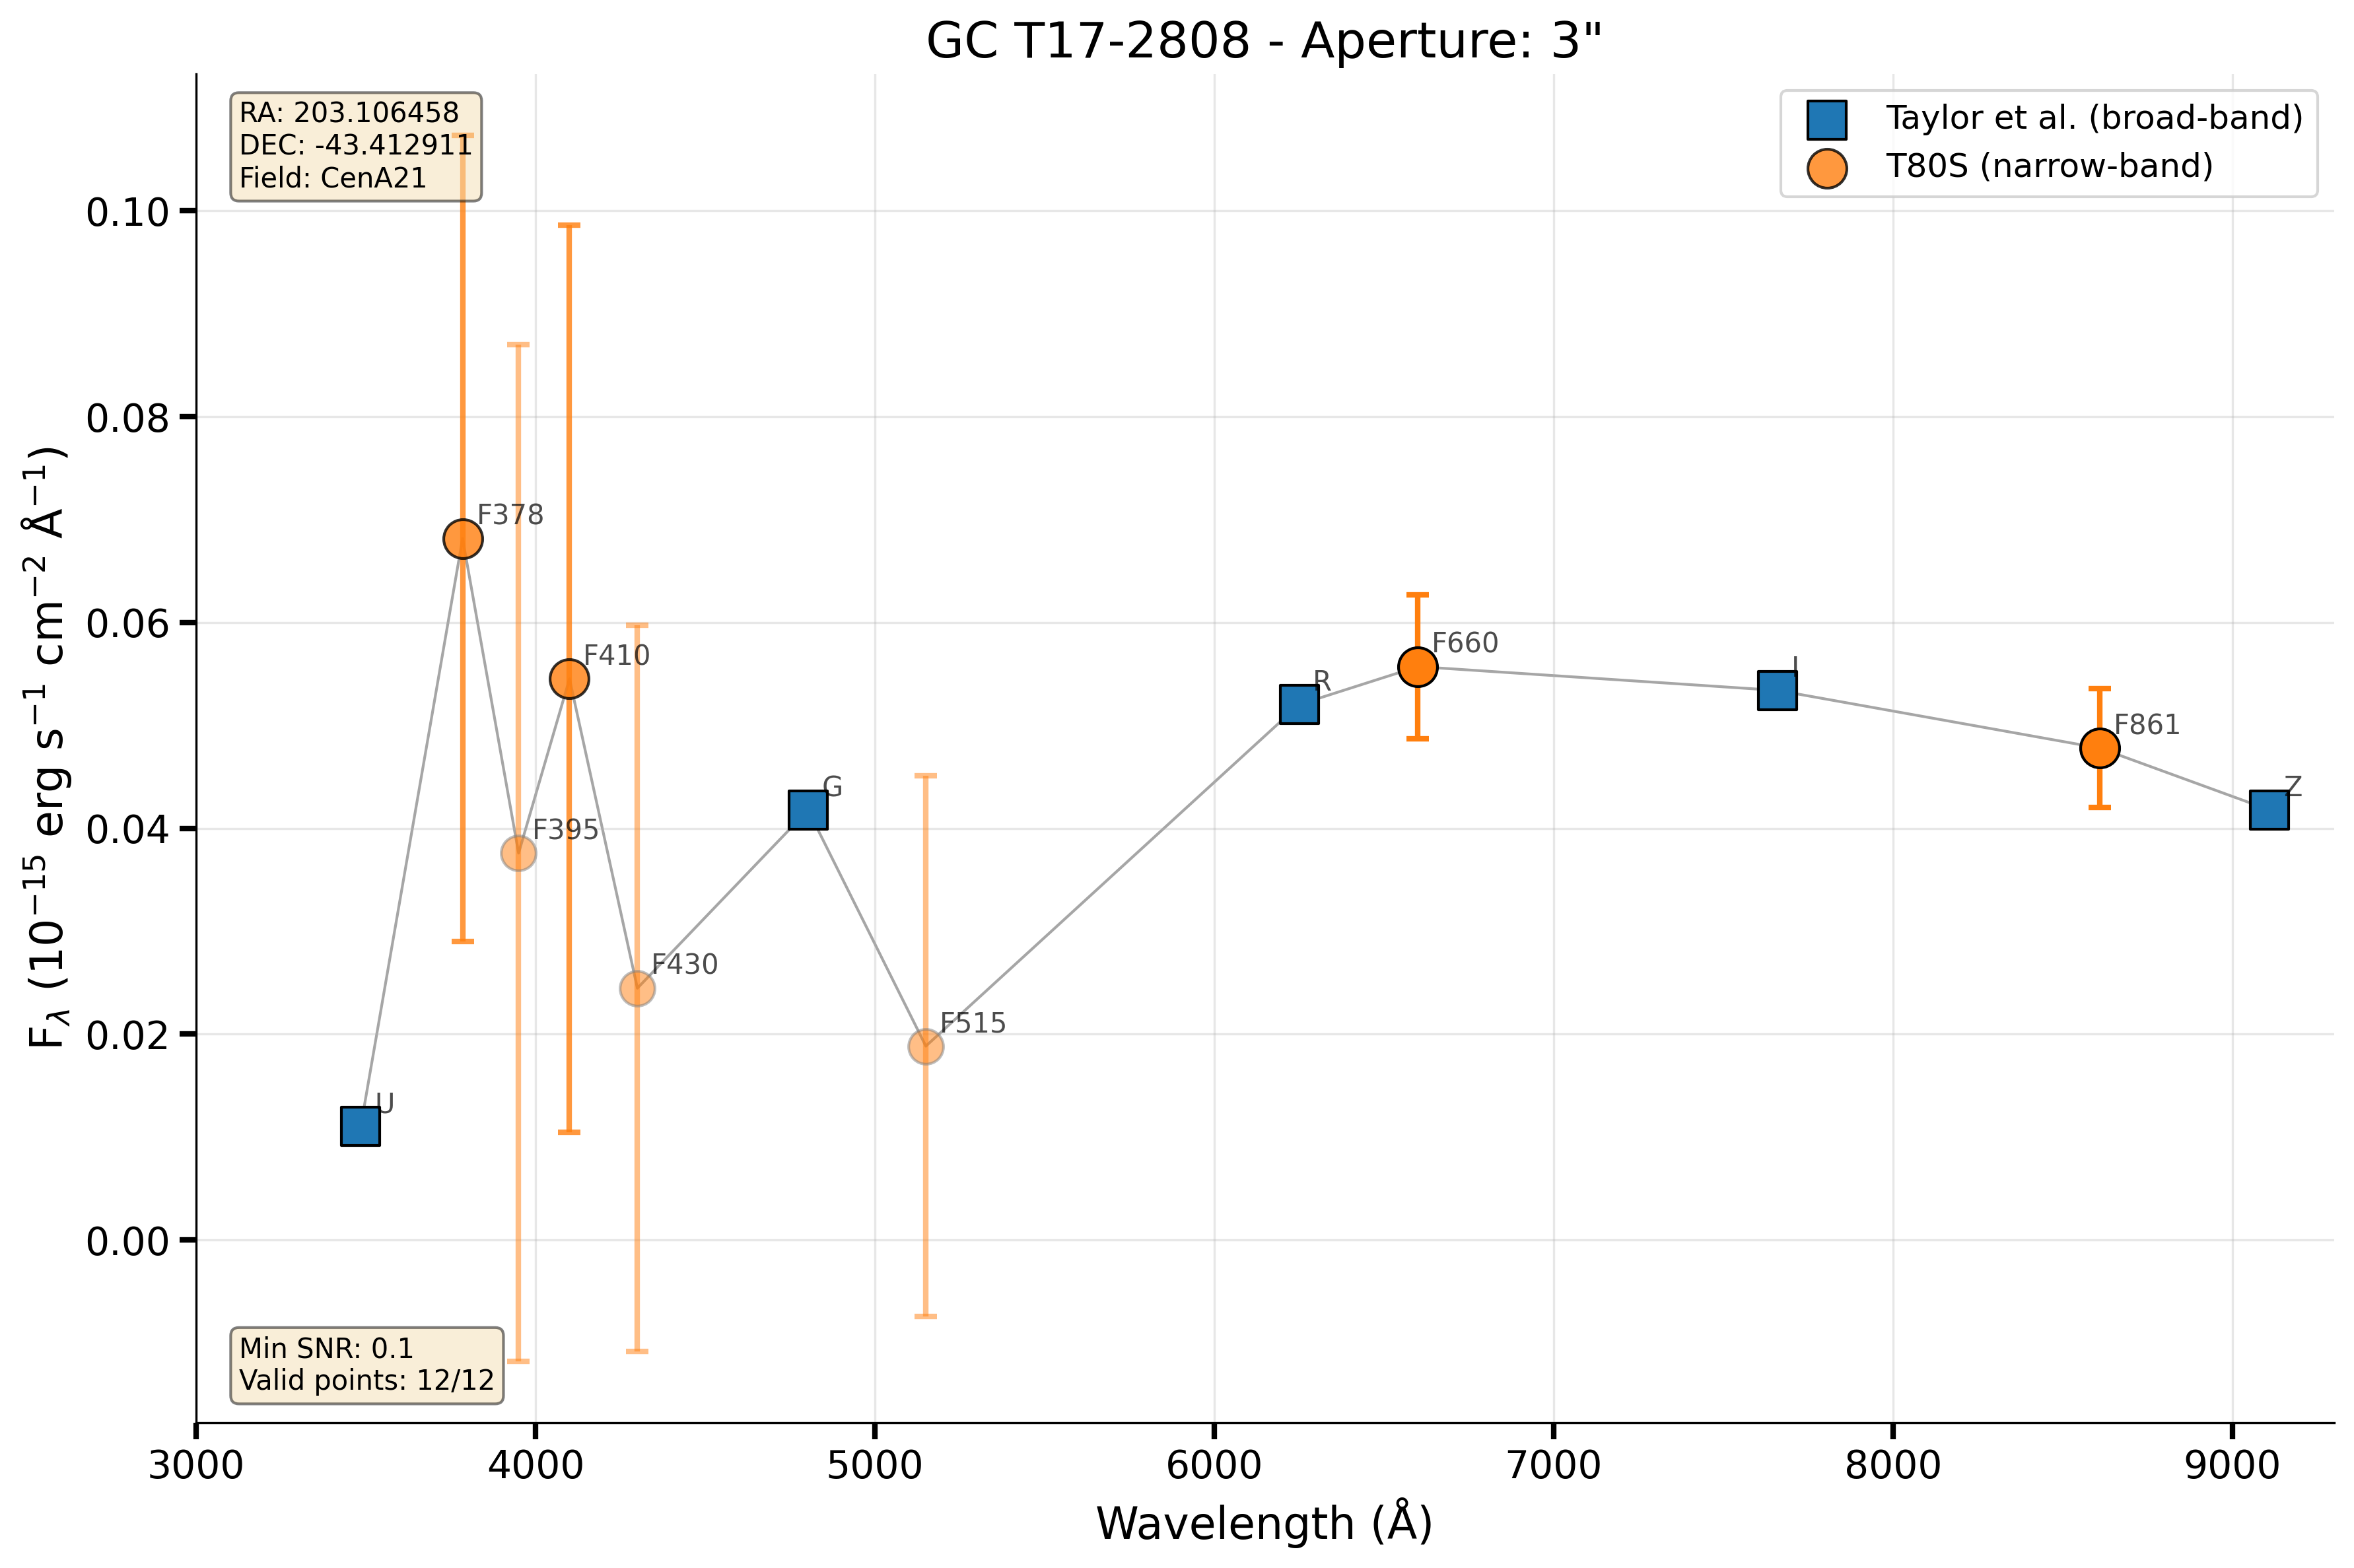 GC T17-2808 - Aperture: 3"
RA: 203.106458
DEC: -43.412911
Field: CenA21
Taylor et al. (broad-band)
T80S (narrow-band)
F_λ (10⁻¹⁵ erg s⁻¹ cm⁻² Å⁻¹)
0.10
0.08
0.06
0.04
0.02
0.00
U
F378
F395
F410
F430
G
F515
R
F660
I
F861
Z
Min SNR: 0.1
Valid points: 12/12
3000 4000 5000 6000 7000 8000 9000
Wavelength (Å)